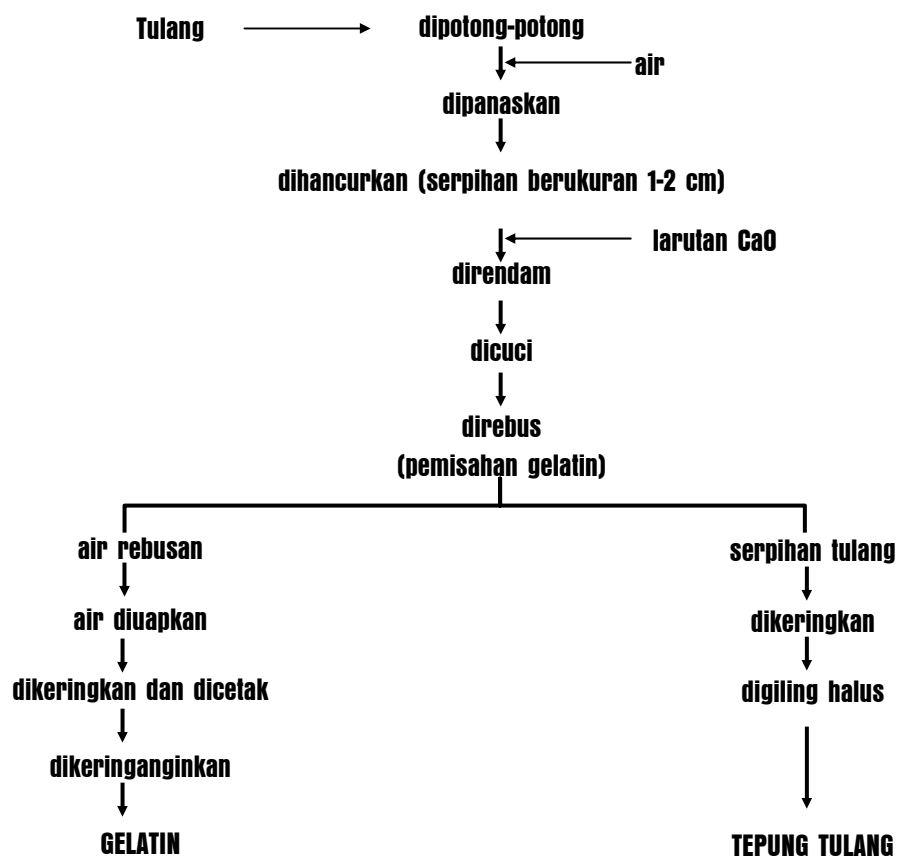 Tulang
dipotong-potong
air
dipanaskan
dihancurkan (serpihan berukuran 1-2 cm)
larutan CaO
direndam
dicuci
direbus
(pemisahan gelatin)
air rebusan
air diuapkan
dikeringkan dan dicetak
dikeringanginkan
GELATIN
serpihan tulang
dikeringkan
digiling halus
TEPUNG TULANG